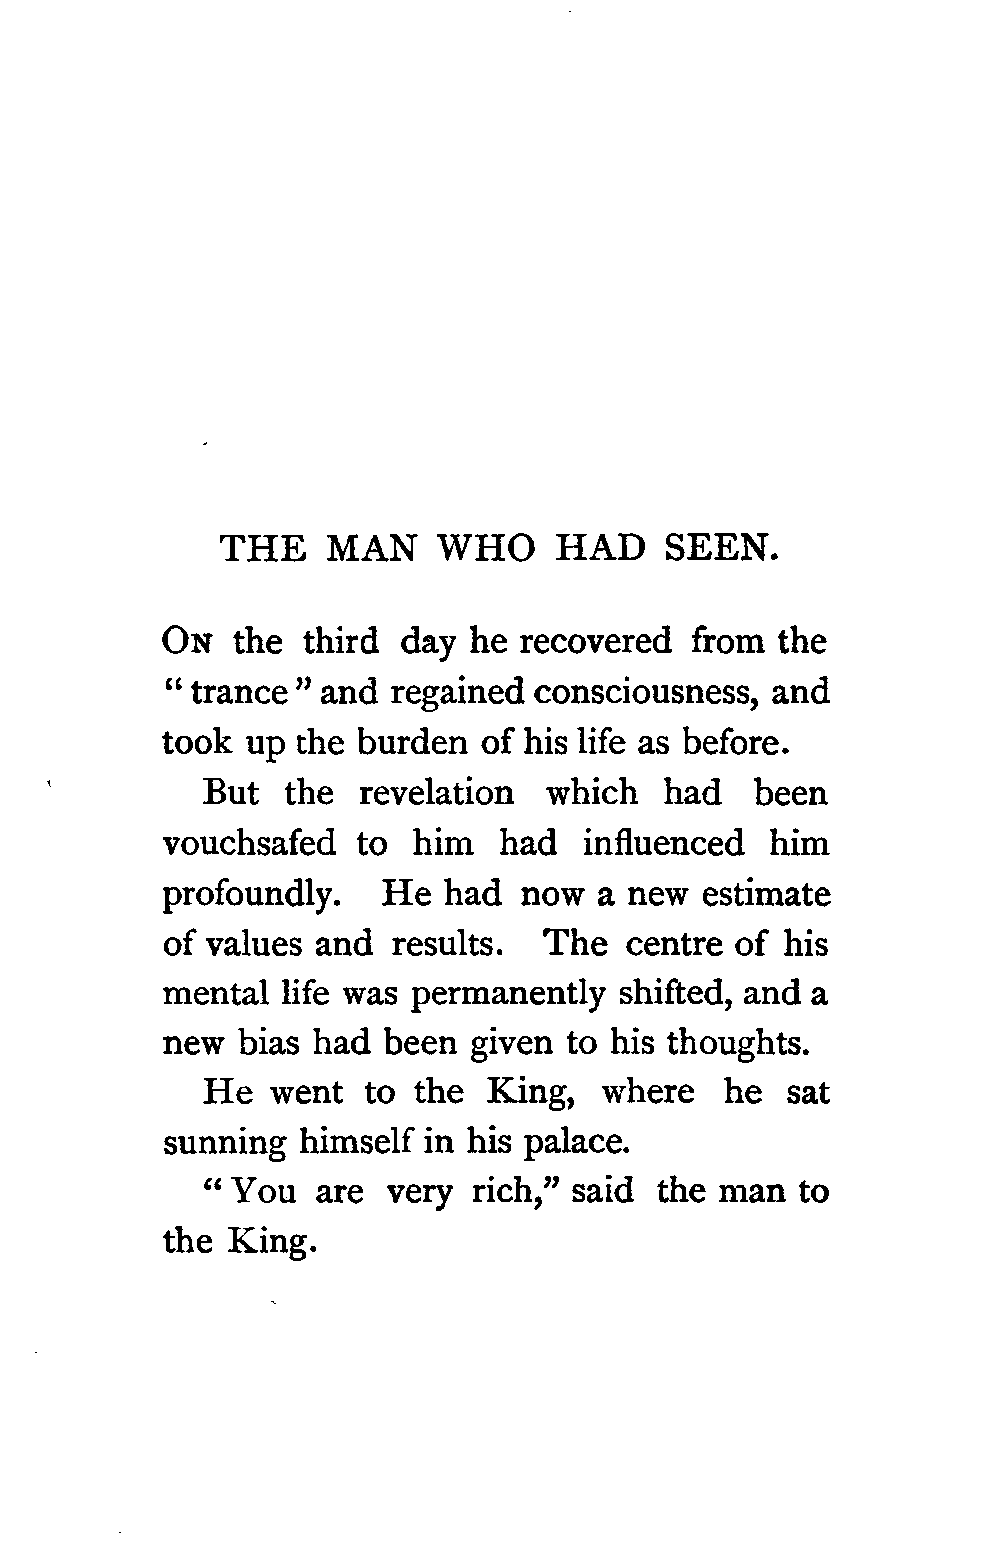 THE MAN WHO HAD SEEN.
On the third day he recovered from the
“ trance ” and regained consciousness, and
took up the burden of his life as before.
But the revelation which had been
vouchsafed to him had influenced him
profoundly. He had now a new estimate
of values and results. The centre of his
mental life was permanently shifted, and a
new bias had been given to his thoughts.
He went to the King, where he sat
sunning himself in his palace.
“ You are very rich,” said the man to
the King.